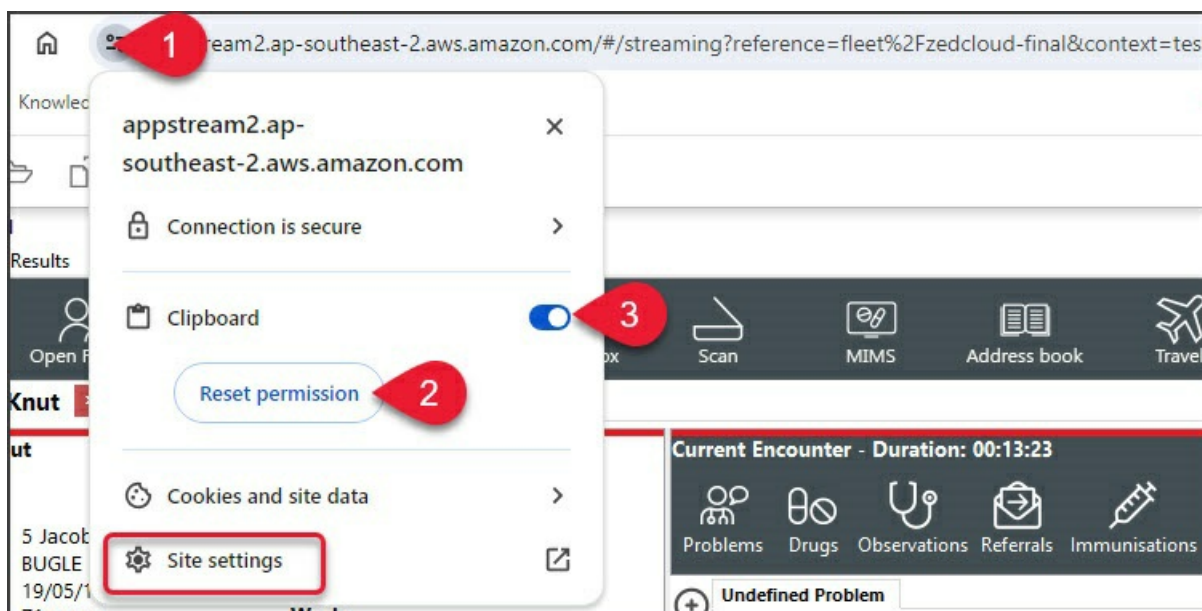 1
ream2.ap-southeast-2.aws.amazon.com/#/streaming?reference=fleet%2Fzedcloud-final&context=tes
Knowled
appstream2.ap-
southeast-2.aws.amazon.com
Connection is secure
Results
Clipboard
3
Open F
ox
Scan
MIMS
Address book
Travel
Reset permission
2
Knut
ut
Current Encounter - Duration: 00:13:23
Cookies and site data
Problems
Drugs
Observations
Referrals
Immunisations
5 Jacob
BUGLE
Site settings
19/05/1
Undefined Problem